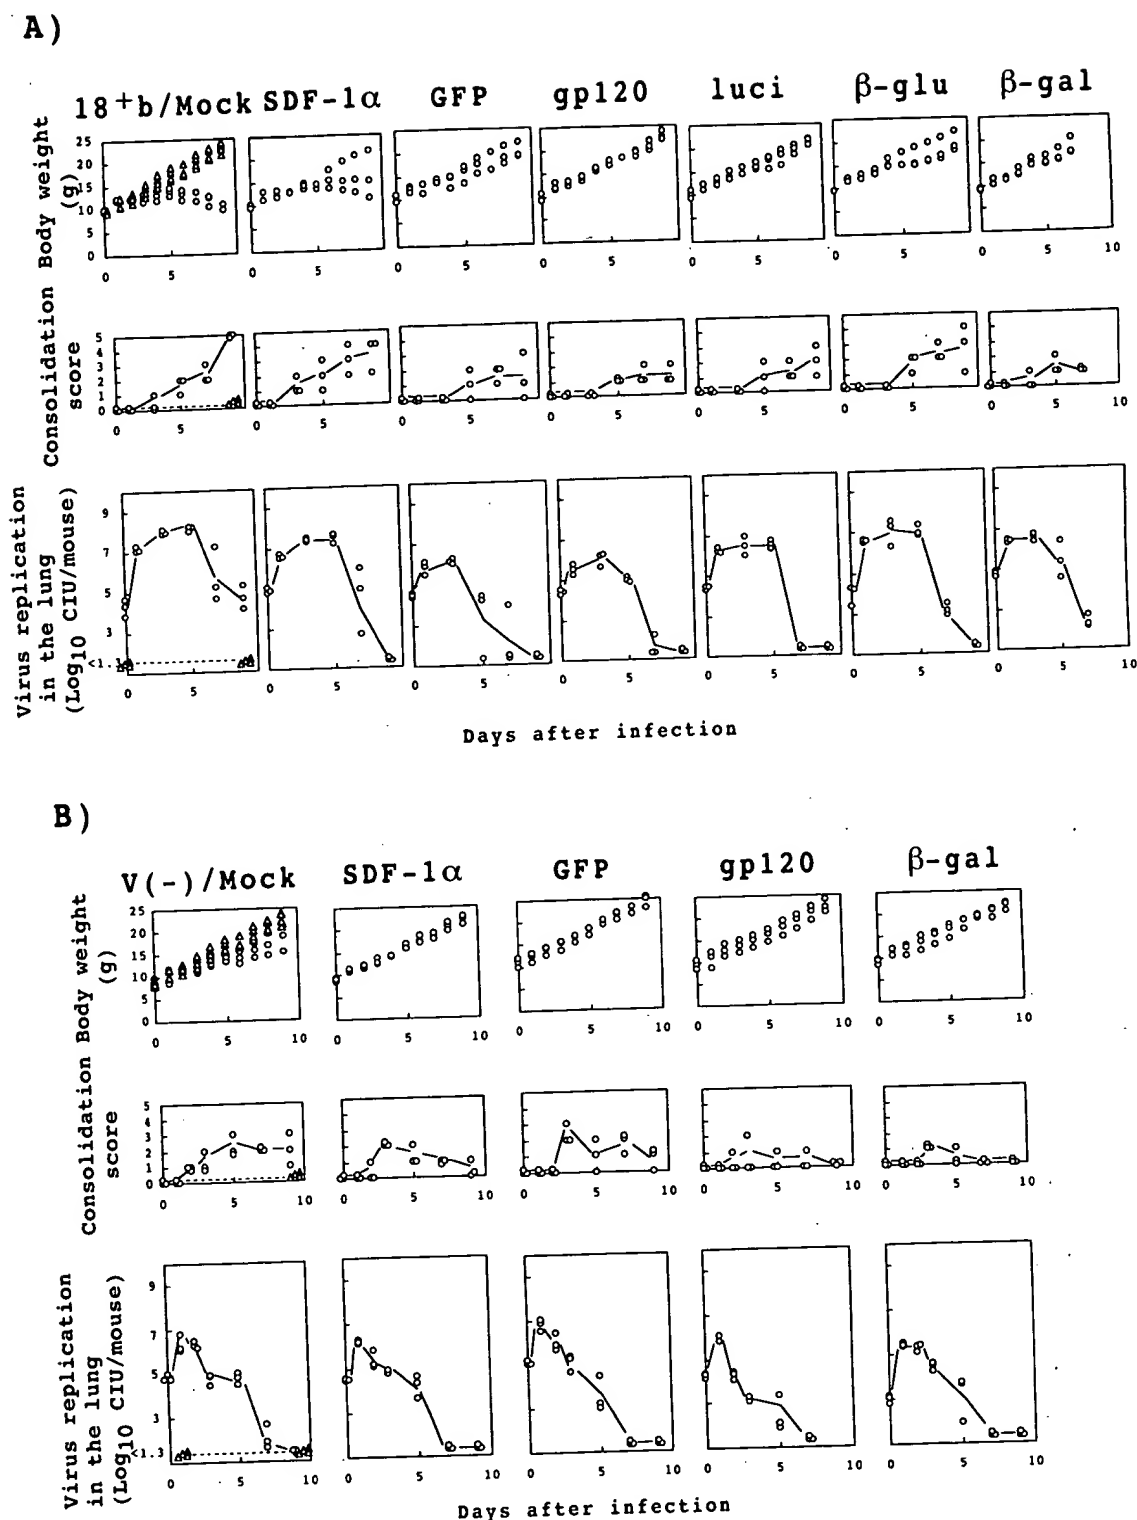 A)
18+b/Mock SDF-1α GFP gp120 luci β-glu β-gal
Body weight
(g)
25
20
15
10
5
0
0 5 0 5 0 5 0 5 0 5 0 5 0 5 10
Consolidation
score
5
4
3
2
1
0
0 5 0 5 0 5 0 5 0 5 0 5 0 5 10
Virus replication
in the lung
(Log10 CIU/mouse)
9
7
5
3
0 5 0 5 0 5 0 5 0 5 0 5 0 5 10
Days after infection
B)
V(-)/Mock SDF-1α GFP gp120 β-gal
Body weight
(g)
25
20
15
10
5
0
0 5 10 0 5 10 0 5 10 0 5 10 0 5 10
Consolidation
score
5
4
3
2
1
0
0 5 10 0 5 10 0 5 10 0 5 10 0 5 10
Virus replication
in the lung
(Log10 CIU/mouse)
9
7
5
3
<1.3
0 5 10 0 5 10 0 5 10 0 5 10 0 5 10
Days after infection